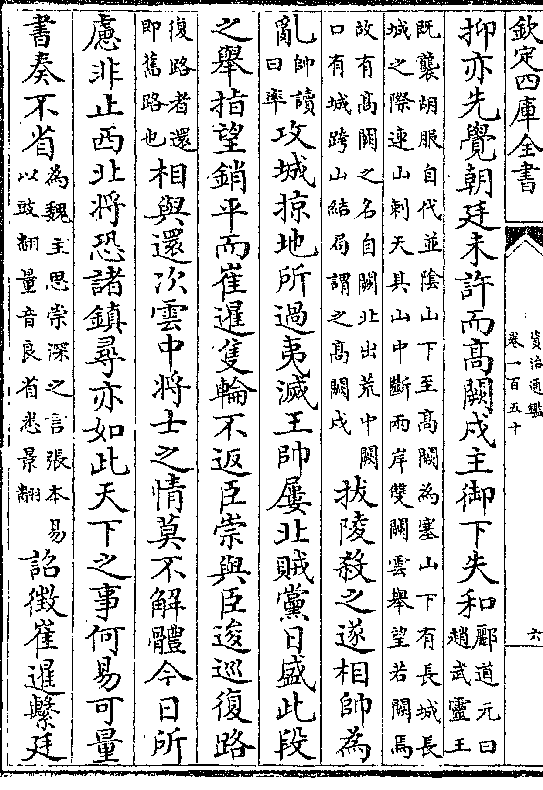 欽定四庫全書
資治通鑑
卷一百五十
六
抑亦先覺朝廷未許而高闕戍主御下失和酈道元曰趙武靈王
既襲胡服自代並陰山下至高闕為塞山下有長城長城之際連山刺天其山中斷兩岸雙闕雲舉望若闕焉
故有高闕之名自闕北出荒中闕口有城跨山結局謂之高闕戍拔陵殺之遂相帥為
亂帥讀曰率攻城掠地所過夷滅王帥屢北賊黨日盛此段
之舉指望銷平而崔暹隻輪不返臣崇與臣逡巡復路
復路者還即舊路也相與還次雲中將士之情莫不解體今日所
慮非止西北將恐諸鎮尋亦如此天下之事何易可量
書奏不省為魏主思崇深之言張本易以豉翻量音良省悉景翻詔徵崔暹繫廷